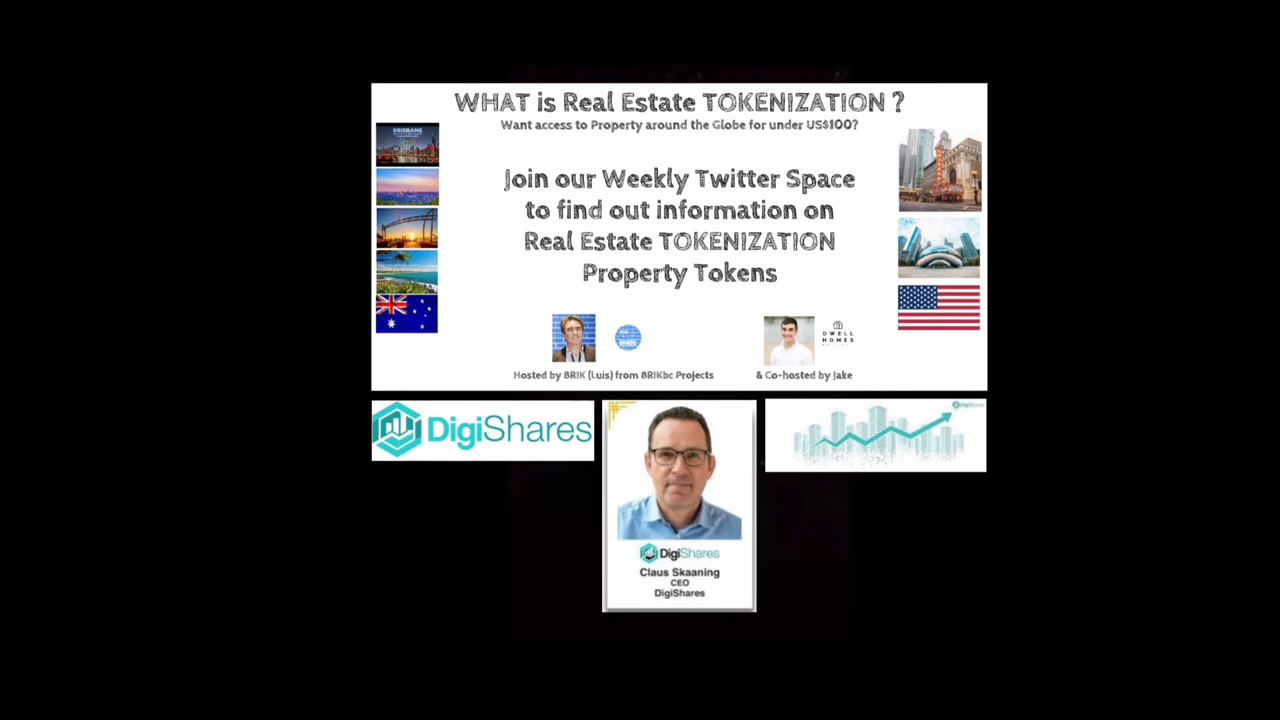 WHAT is Real Estate TOKENIZATION ?
Want access to Property around the Globe for under US$100?
BRISBANE
Join our Weekly Twitter Space
to find out information on
Real Estate TOKENIZATION
Property Tokens
DWELL
HOMES
Hosted by BRIK (Luis) from BRIKbc Projects
& Co-hosted by Jake
DigiShares
DigiShares
DigiShares
Claus Skaaning
CEO
DigiShares